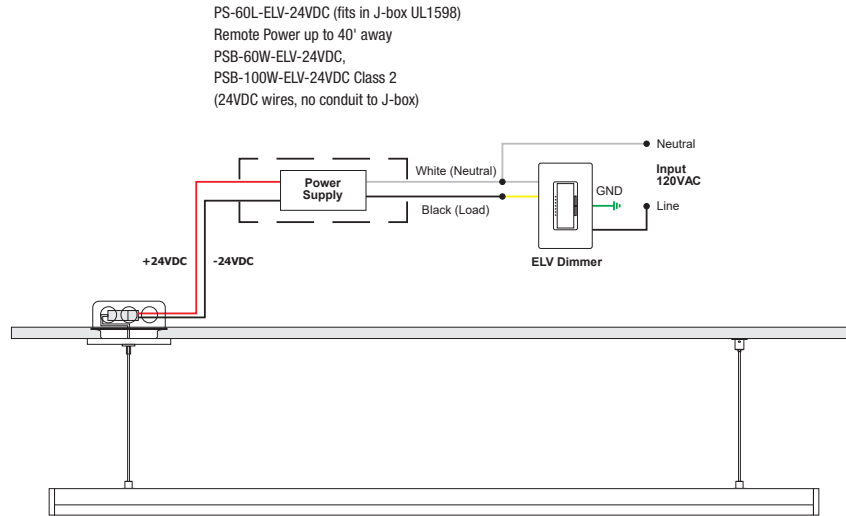 PS-60L-ELV-24VDC (fits in J-box UL1598)
Remote Power up to 40' away
PSB-60W-ELV-24VDC,
PSB-100W-ELV-24VDC Class 2
(24VDC wires, no conduit to J-box)
Neutral
White (Neutral)
Input
120VAC
Power
Supply
GND
Line
Black (Load)
+24VDC
-24VDC
ELV Dimmer